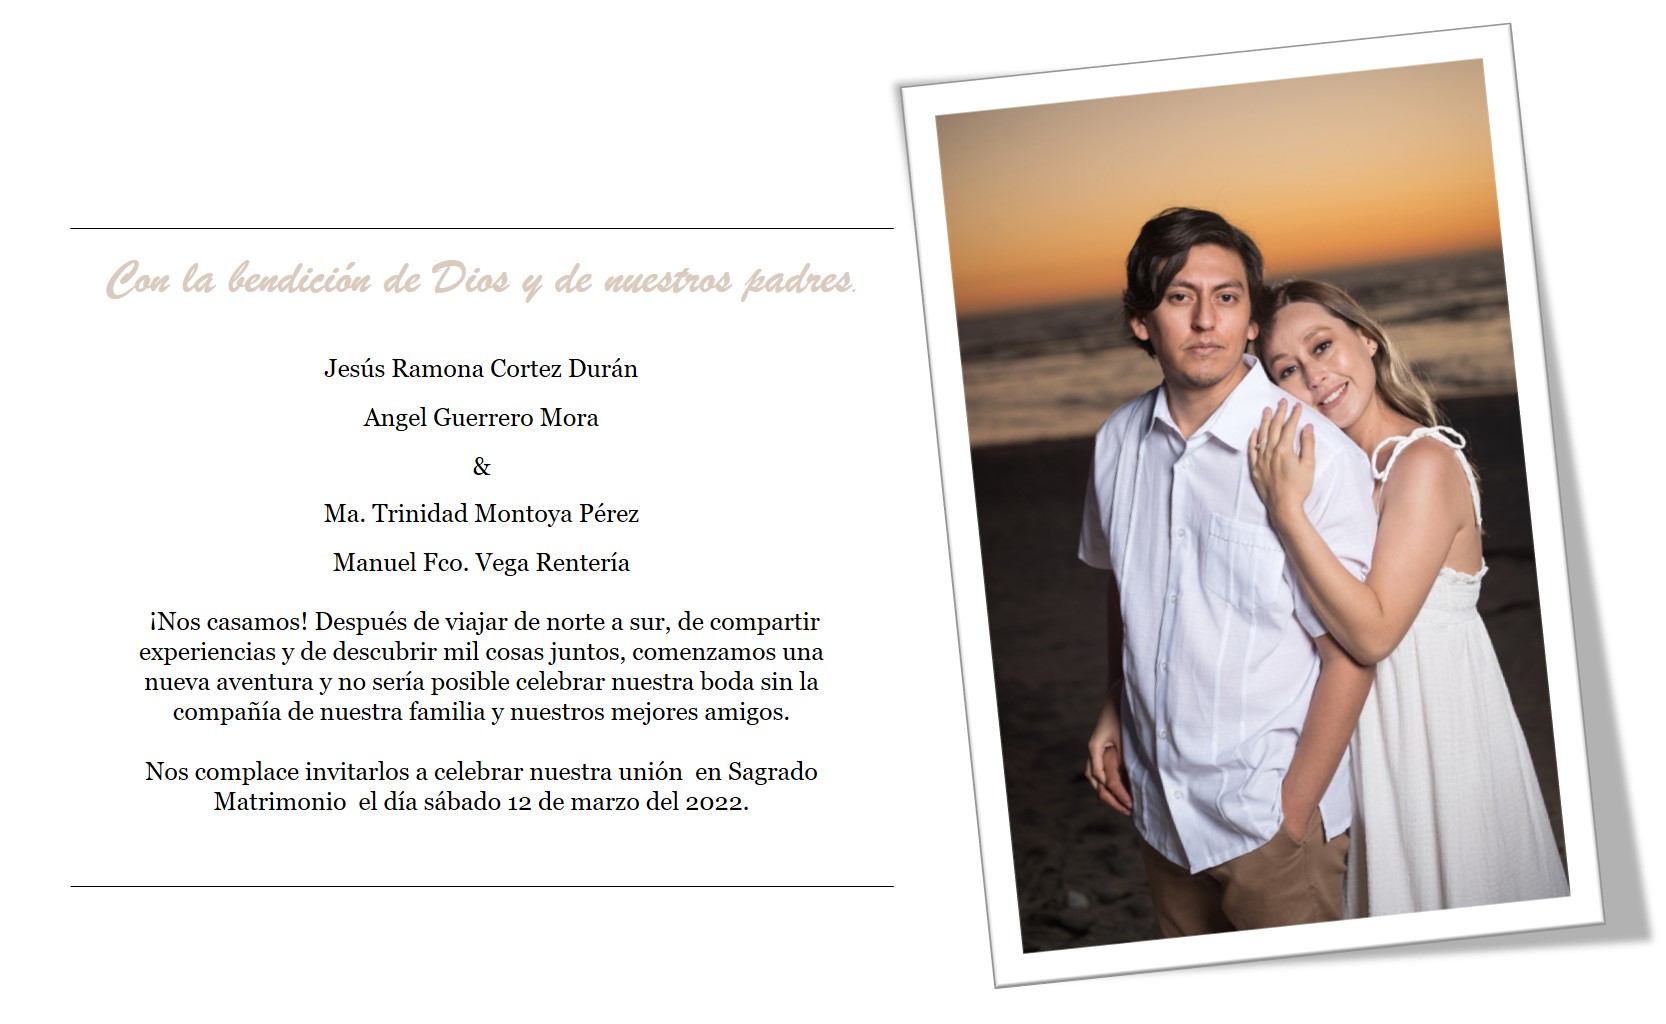 Con la bendición de Dios y de nuestros padres.
Jesús Ramona Cortez Durán
Angel Guerrero Mora
&
Ma. Trinidad Montoya Pérez
Manuel Fco. Vega Rentería
¡Nos casamos! Después de viajar de norte a sur, de compartir
experiencias y de descubrir mil cosas juntos, comenzamos una
nueva aventura y no sería posible celebrar nuestra boda sin la
compañía de nuestra familia y nuestros mejores amigos.
Nos complace invitarlos a celebrar nuestra unión  en Sagrado
Matrimonio  el día sábado 12 de marzo del 2022.